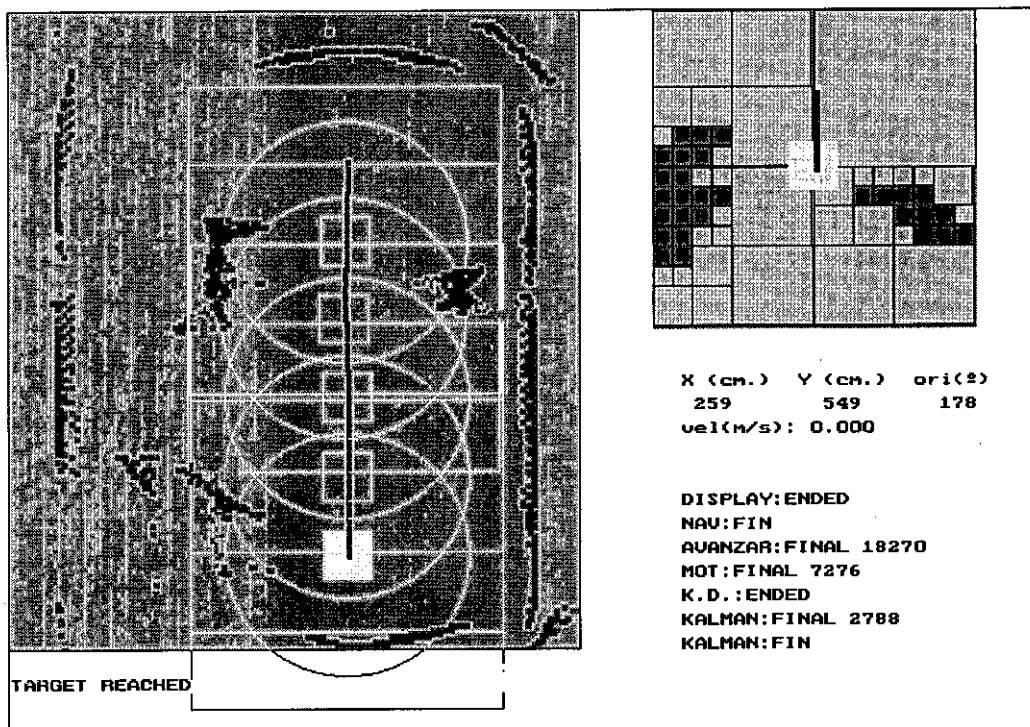 X (cm.) Y (cm.) ori(º)
259 549 178
vel(m/s): 0.000
DISPLAY:ENDED
NAV:FIN
AVANZAR:FINAL 18270
MOT:FINAL 7276
K.D.:ENDED
KALMAN:FINAL 2788
KALMAN:FIN
TARGET REACHED